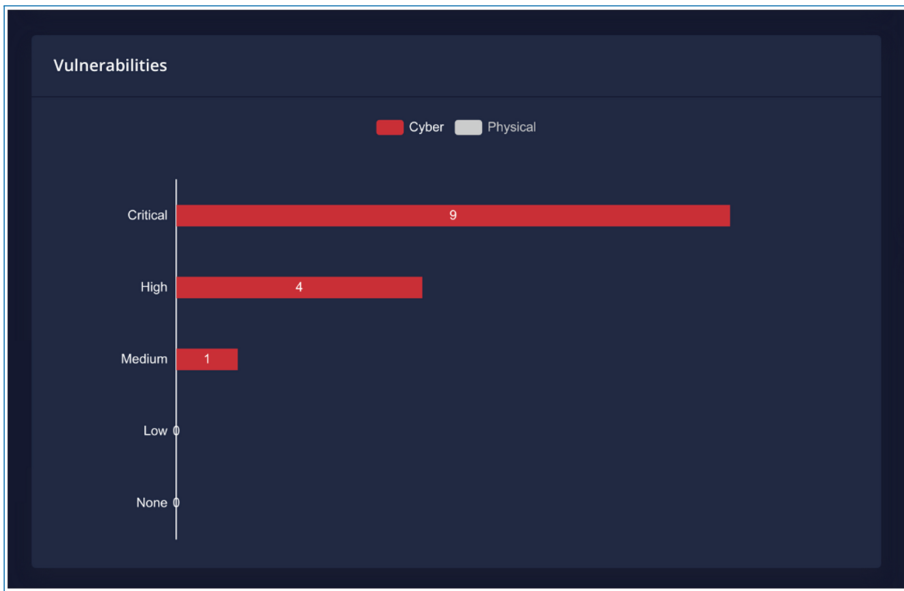 Vulnerabilities
Cyber Physical
Critical 9
High 4
Medium 1
Low 0
None 0